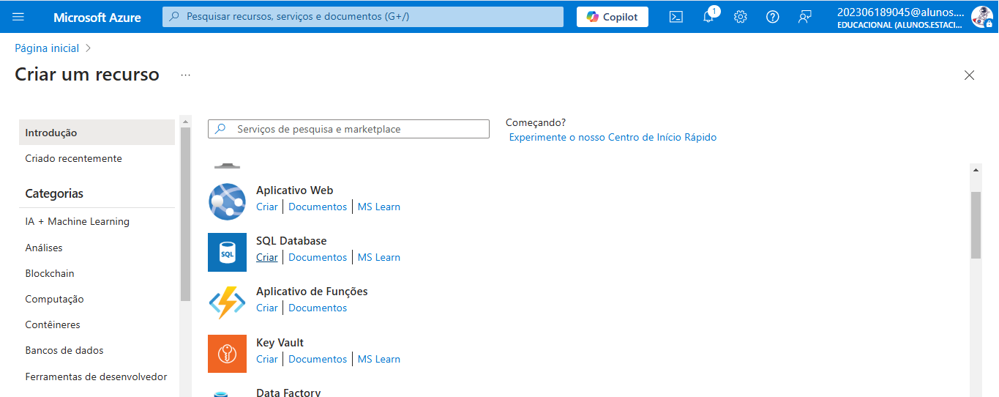 Microsoft Azure
Pesquisar recursos, serviços e documentos (G+/)
Copilot
1
202306189045@alunos....
EDUCACIONAL (ALUNOS.ESTACI...
Página inicial
Criar um recurso
...
Introdução
Criado recentemente
Categorias
IA + Machine Learning
Análises
Blockchain
Computação
Contêineres
Bancos de dados
Ferramentas de desenvolvedor
Serviços de pesquisa e marketplace
Começando?
Experimente o nosso Centro de Início Rápido
Aplicativo Web
Criar | Documentos | MS Learn
SQL
SQL Database
Criar | Documentos | MS Learn
Aplicativo de Funções
Criar | Documentos
Key Vault
Criar | Documentos | MS Learn
Data Factory